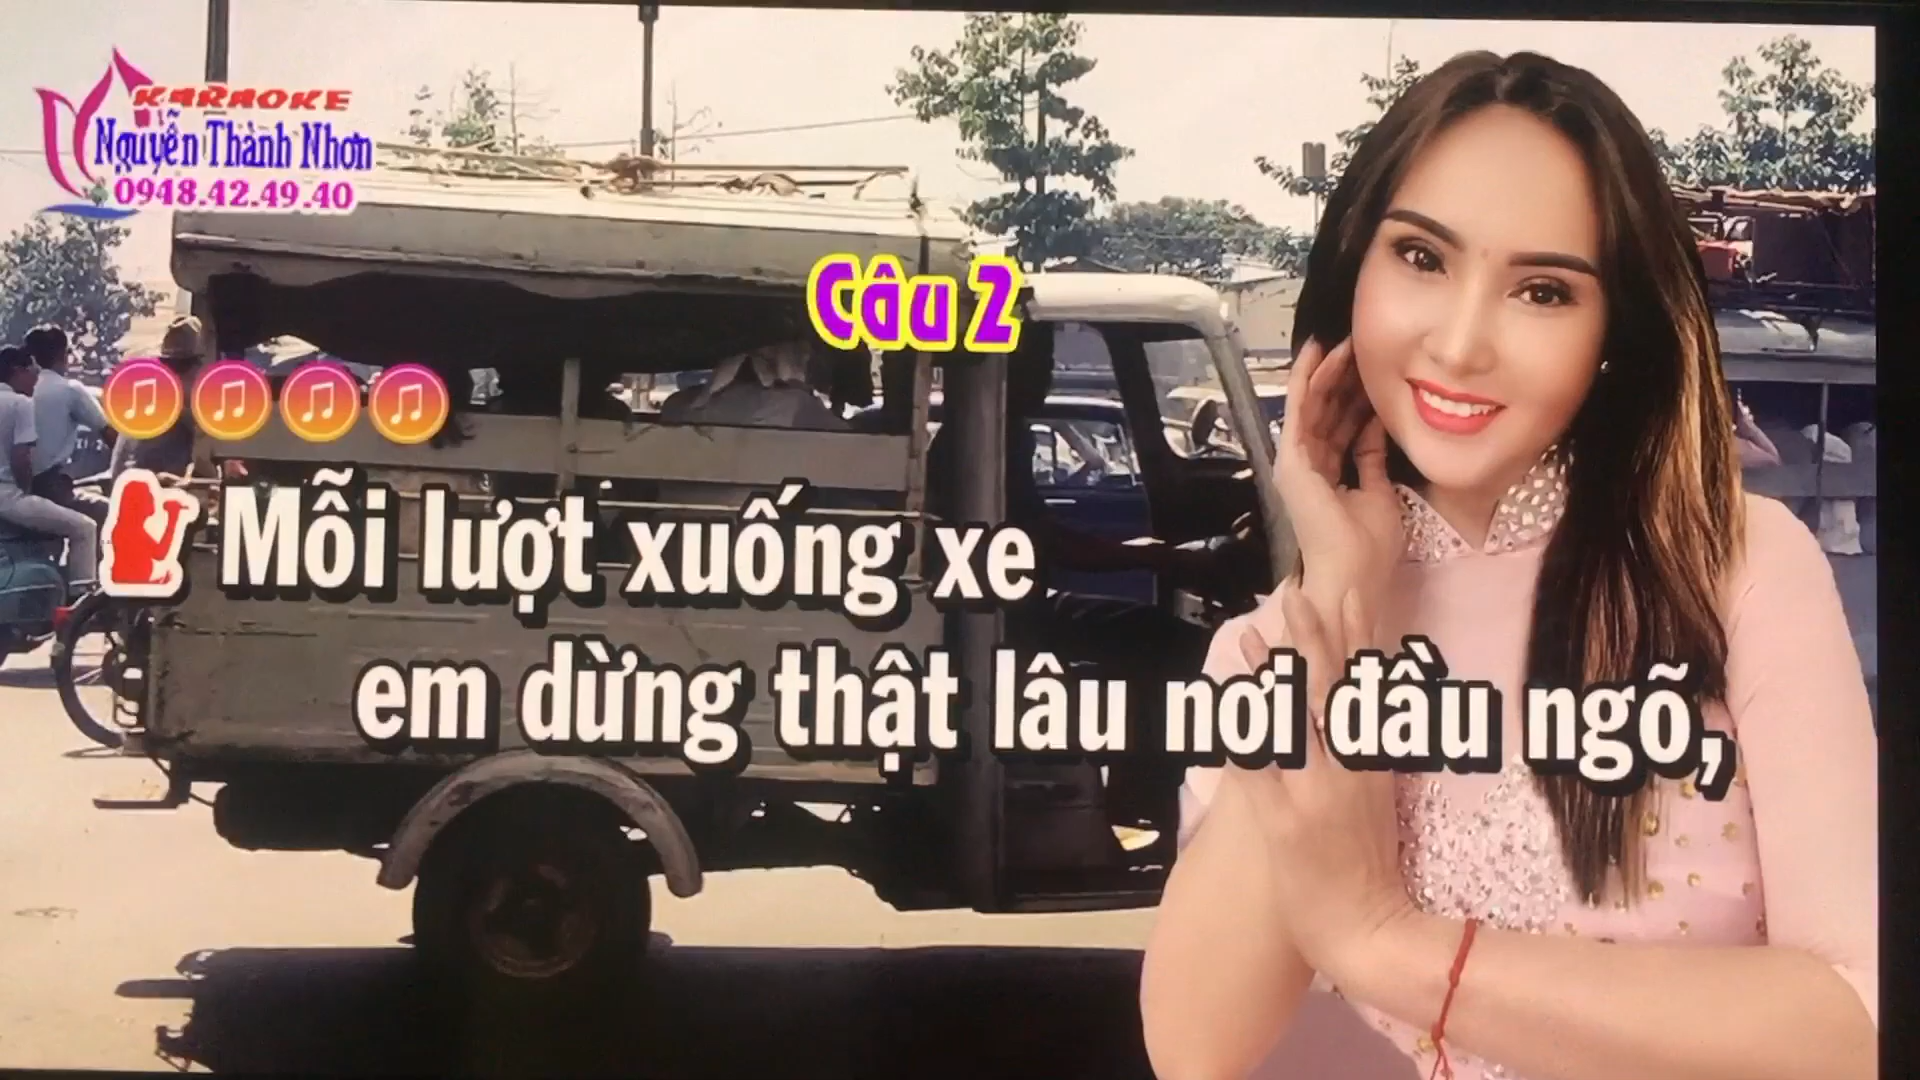 KARAOKE
Nguyễn Thành Nhơn
0948.42.49.40
Câu 2
Mỗi lượt xuống xe
em dừng thật lâu nơi đầu ngõ,